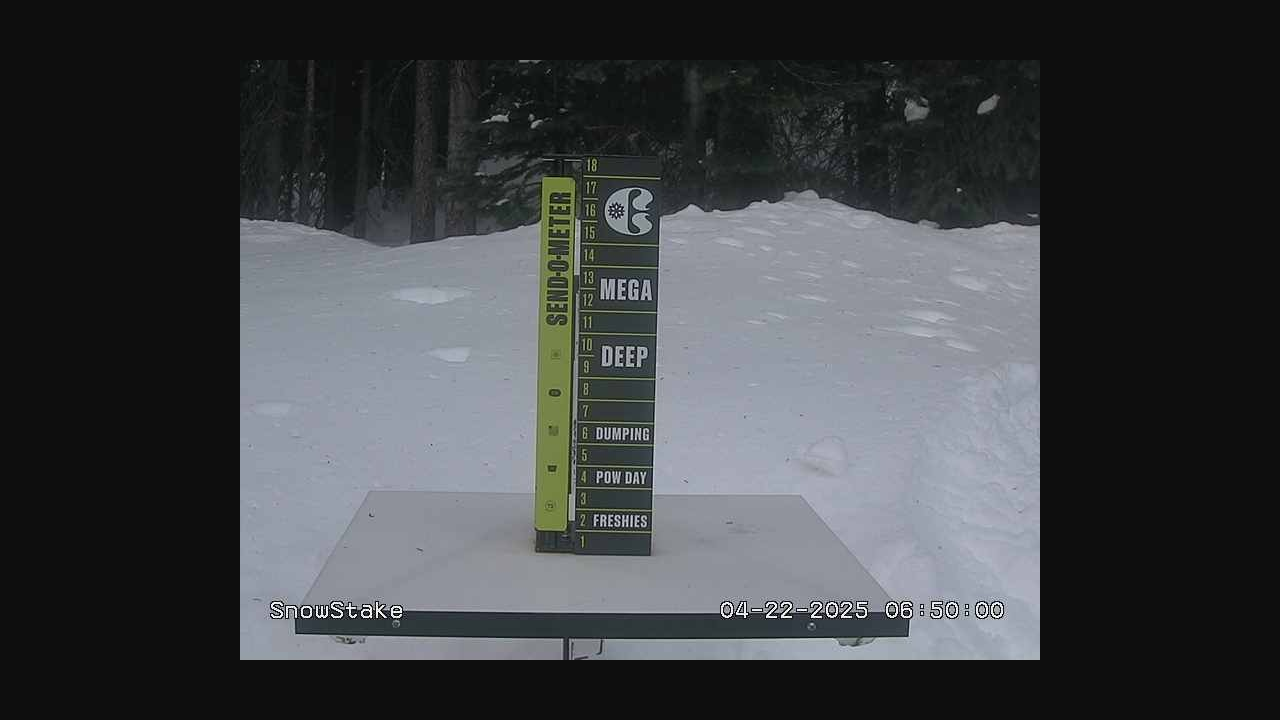 SEND-O-METER
18
17
16
15
14
13
12
MEGA
11
10
9
DEEP
8
7
6 DUMPING
5
4 POW DAY
3
2 FRESHIES
1
SnowStake
04-22-2025 06:50:00